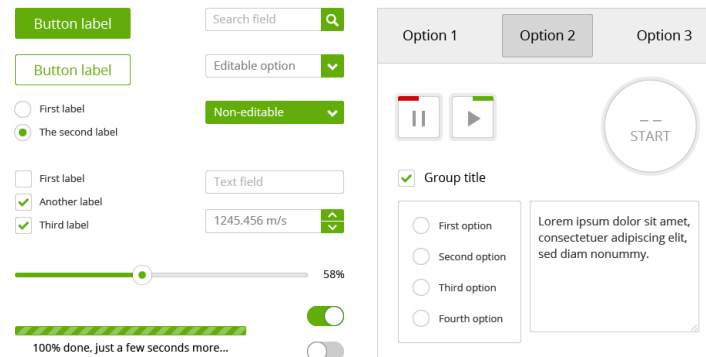 Button label
Search field
Button label
Editable option
First label
The second label
Non-editable
First label
Another label
Third label
Text field
1245.456 m/s
58%
100% done, just a few seconds more...
Option 1
Option 2
Option 3
START
Group title
First option
Second option
Third option
Fourth option
Lorem ipsum dolor sit amet,
consectetuer adipiscing elit,
sed diam nonummy.